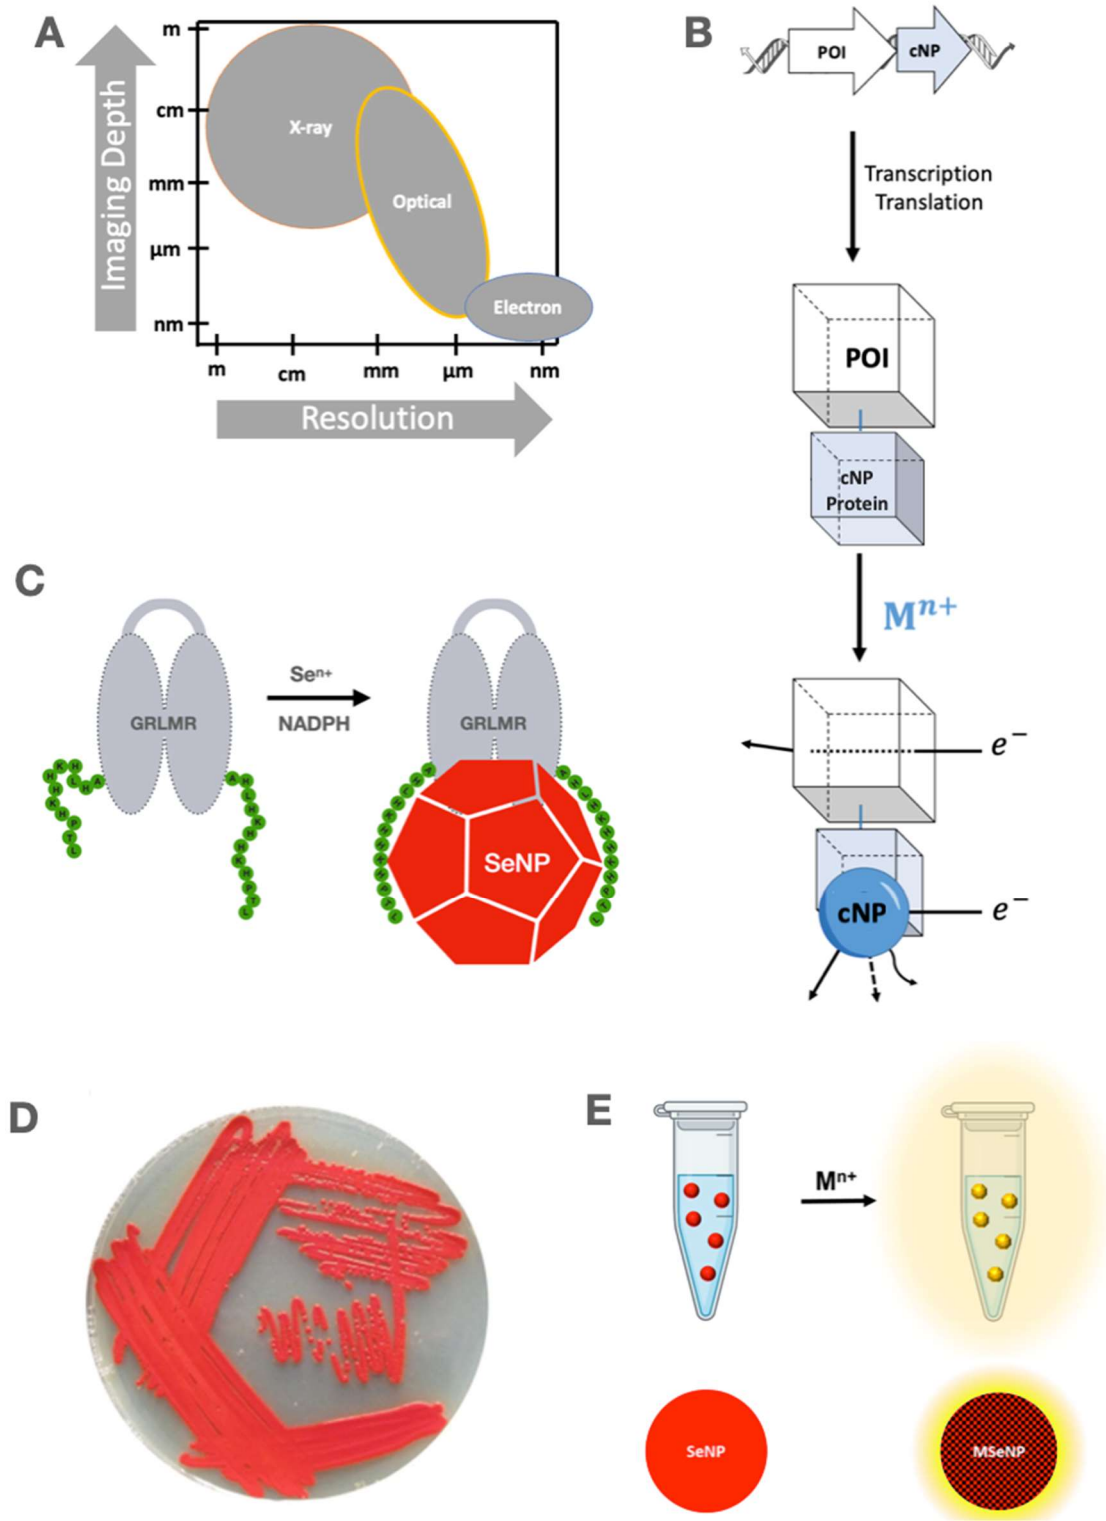 A
Imaging Depth
m
cm
mm
µm
nm
X-ray
Optical
Electron
m
cm
mm
µm
nm
Resolution
B
POI
cNP
Transcription
Translation
POI
cNP
Protein
Mⁿ⁺
e⁻
cNP
e⁻
C
GRLMR
Seⁿ⁺
NADPH
GRLMR
SeNP
D
E
Mⁿ⁺
SeNP
MSeNP